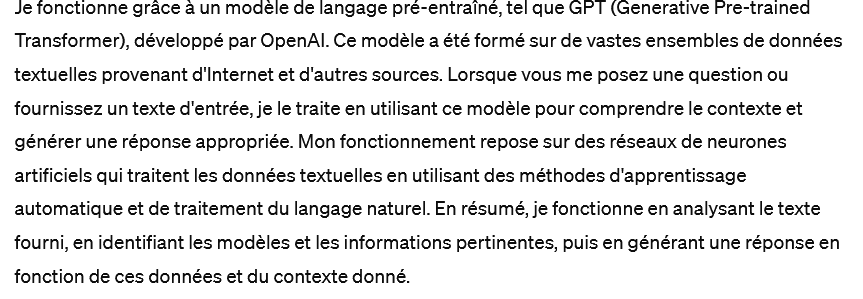 Je fonctionne grâce à un modèle de langage pré-entraîné, tel que GPT (Generative Pre-trained
Transformer), développé par OpenAI. Ce modèle a été formé sur de vastes ensembles de données
textuelles provenant d'Internet et d'autres sources. Lorsque vous me posez une question ou
fournissez un texte d'entrée, je le traite en utilisant ce modèle pour comprendre le contexte et
générer une réponse appropriée. Mon fonctionnement repose sur des réseaux de neurones
artificiels qui traitent les données textuelles en utilisant des méthodes d'apprentissage
automatique et de traitement du langage naturel. En résumé, je fonctionne en analysant le texte
fourni, en identifiant les modèles et les informations pertinentes, puis en générant une réponse en
fonction de ces données et du contexte donné.